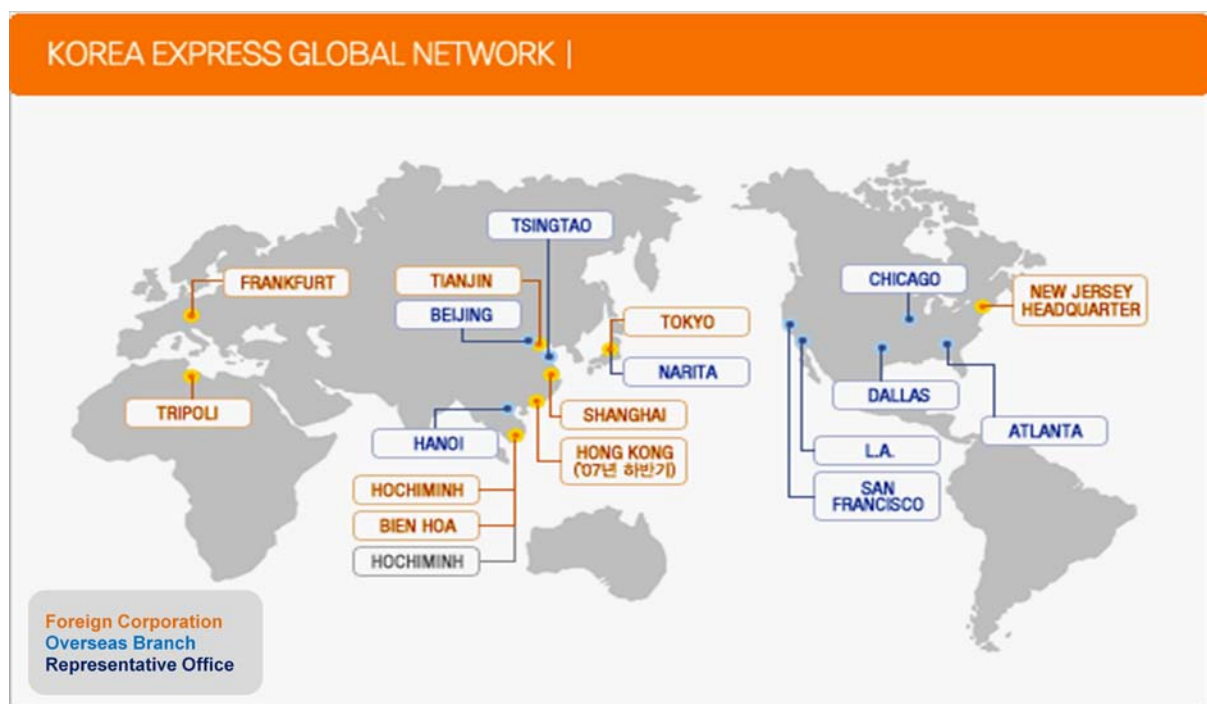 KOREA EXPRESS GLOBAL NETWORK |
TSINGTAO
FRANKFURT
TIANJIN
BEIJING
TOKYO
NARITA
TRIPOLI
SHANGHAI
HANOI
HONG KONG
('07년 하반기)
HOCHIMINH
BIEN HOA
HOCHIMINH
CHICAGO
NEW JERSEY
HEADQUARTER
DALLAS
ATLANTA
L.A.
SAN
FRANCISCO
Foreign Corporation
Overseas Branch
Representative Office